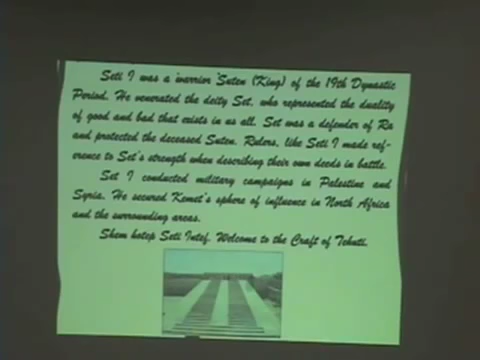 Seti I was a 'warrior 'Suten (King) of the 19th Dynastic
Period. He venerated the deity Set, who represented the duality
of good and bad that exists in us all. Set was a defender of Ra
and protected the deceased Suten. Rulers, like Seti I made ref-
erence to Set's strength when describing their own deeds in battle.
Set I conducted military campaigns in Palestine and
Syria. He secured Kemet's sphere of influence in North Africa
and the surrounding areas.
Shem hotep Seti Intef. Welcome to the Craft of Tehuti.